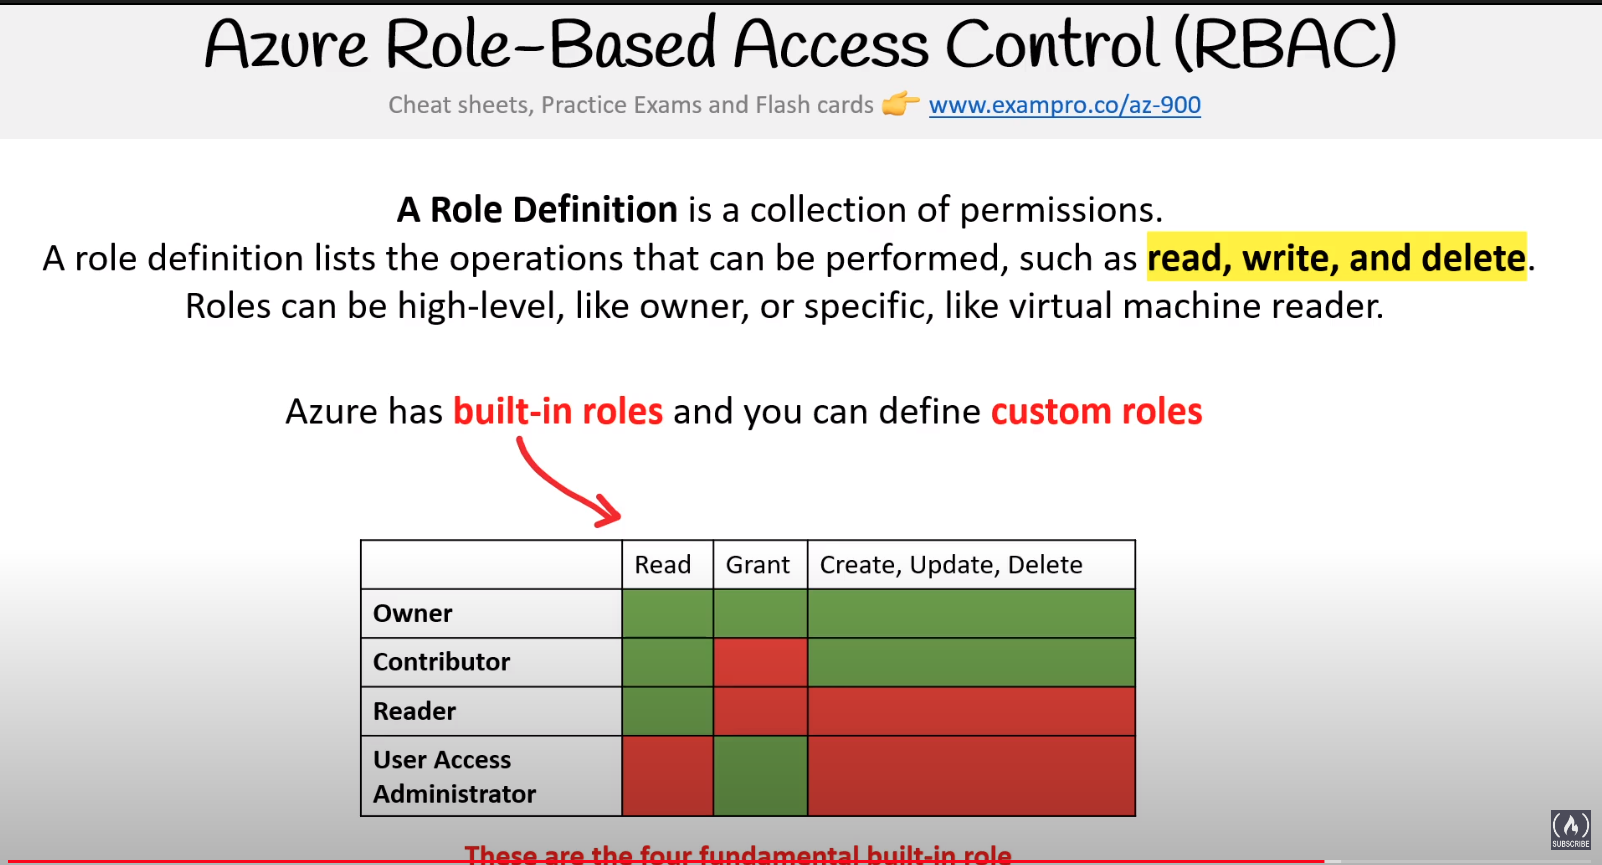 Azure Role-Based Access Control (RBAC)
Cheat sheets, Practice Exams and Flash cards 👉 www.exampro.co/az-900
A Role Definition is a collection of permissions.
A role definition lists the operations that can be performed, such as read, write, and delete.
Roles can be high-level, like owner, or specific, like virtual machine reader.
Azure has built-in roles and you can define custom roles
Read Grant Create, Update, Delete
Owner
Contributor
Reader
User Access
Administrator
These are the four fundamental built-in role
SUBSCRIBE